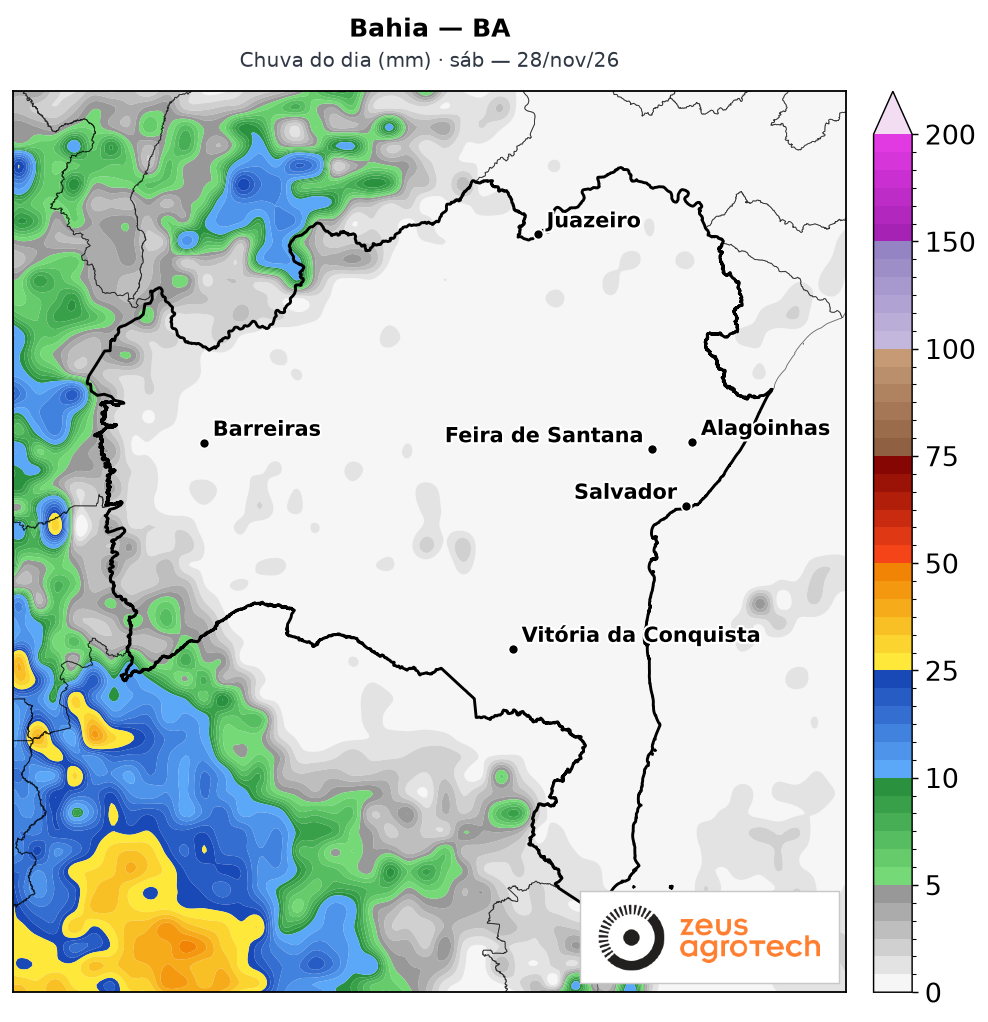 Bahia — BA
Chuva do dia (mm) · sáb — 28/nov/26
Juazeiro
Barreiras
Feira de Santana
Alagoinhas
Salvador
Vitória da Conquista
200
150
100
75
50
25
10
5
0
zeus
agrotech